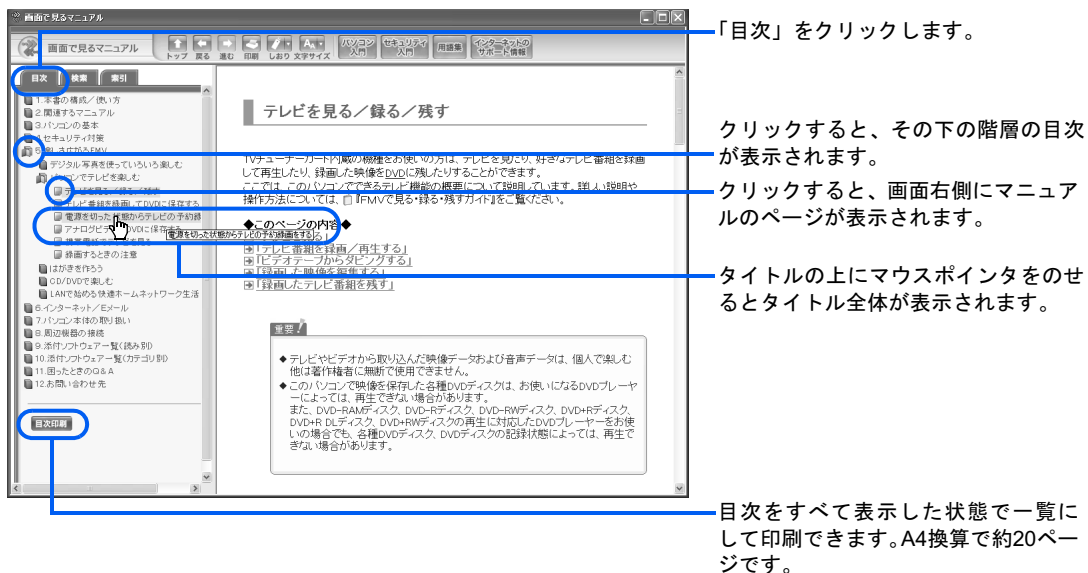 画面で見るマニュアル
画面で見るマニュアル
トップ 戻る 進む 印刷 しおり 文字サイズ
パソコン入門
セキュリティ入門
用語集
インターネットのサポート情報
目次 検索 索引
1.本書の構成／使い方
2.関連するマニュアル
3.パソコンの基本
セキュリティ対策
デジタル写真を使っていろいろ楽しむ
でテレビを楽しむ
テレビ番組を録画してDVDに保存する
電源を切った状態からテレビの予約録
アナログビデ
DVDに保存する
電源を切った状態からテレビの予約録画をする
録画するときの注意
はがきを作ろう
CD/DVDで楽しむ
LANで始める快適ホームネットワーク生活
6.インターネット／Eメール
7.パソコン本体の取り扱い
8.周辺機器の接続
9.添付ソフトウェア一覧(読み別)
10.添付ソフトウェア一覧(カテゴリ別)
11.困ったときのQ&A
12.お問い合わせ先
目次印刷
テレビを見る／録る／残す
TVチューナーカード内蔵の機種をお使いの方は、テレビを見たり、好きなテレビ番組を録画
して再生したり、録画した映像をDVDに残したりすることができます。
ここでは、このパソコンでできるテレビ機能の概要について説明しています。詳しい説明や
操作方法については、『FMVで見る・録る・残すガイド』をご覧ください。
◆このページの内容◆
「テレビ番組を録画／再生する」
「ビデオテープからダビングする」
「録画した映像を編集する」
「録画したテレビ番組を残す」
重要!
◆テレビやビデオから取り込んだ映像データおよび音声データは、個人で楽しむ
他は著作権者に無断で使用できません。
◆このパソコンで映像を保存した各種DVDディスクは、お使いになるDVDプレーヤ
ーによっては、再生できない場合があります。
また、DVD-RAMディスク、DVD-Rディスク、DVD-RWディスク、DVD+Rディスク、
DVD+R DLディスク、DVD+RWディスクの再生に対応したDVDプレーヤーをお使
いの場合でも、各種DVDディスク、DVDディスクの記録状態によっては、再生で
きない場合があります。
「目次」をクリックします。
クリックすると、その下の階層の目次
が表示されます。
クリックすると、画面右側にマニュア
ルのページが表示されます。
タイトルの上にマウスポインタをのせ
るとタイトル全体が表示されます。
目次をすべて表示した状態で一覧に
して印刷できます。A4換算で約20ペー
ジです。